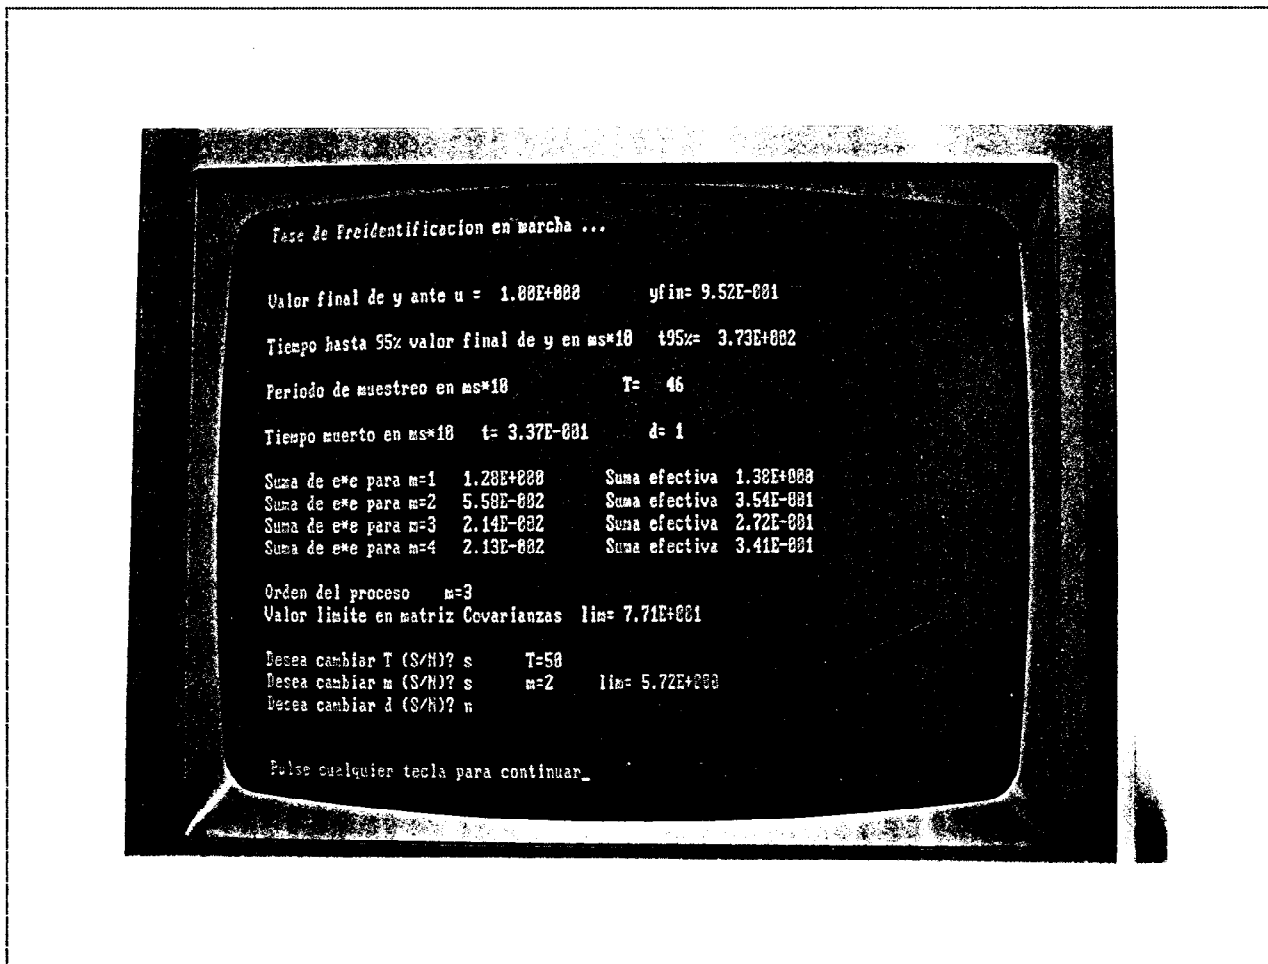 Fase de Preidentificacion en marcha ...
Valor final de y ante u = 1.00E+000 yfin= 9.52E-001
Tiempo hasta 95% valor final de y en ms*10 t95%= 3.73E+002
Periodo de muestreo en ms*10 T= 46
Tiempo muerto en ms*10 t= 3.37E-001 d= 1
Suma de e*e para m=1 1.28E+000 Suma efectiva 1.38E+000
Suma de e*e para m=2 5.58E-002 Suma efectiva 3.54E-001
Suma de e*e para m=3 2.14E-002 Suma efectiva 2.72E-001
Suma de e*e para m=4 2.13E-002 Suma efectiva 3.41E-001
Orden del proceso m=3
Valor limite en matriz Covarianzas lim= 7.71E+001
Desea cambiar T (S/N)? s T=50
Desea cambiar m (S/N)? s m=2 lim= 5.72E+000
Desea cambiar d (S/N)? n
Pulse cualquier tecla para continuar_